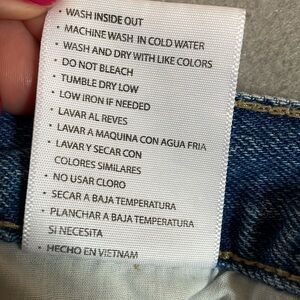 • WASH INSIDE OUT
• MACHINE WASH IN COLD WATER
• WASH AND DRY WITH LIKE COLORS
• DO NOT BLEACH
• TUMBLE DRY LOW
• LOW IRON IF NEEDED
• LAVAR AL REVES
• LAVAR A MAQUINA CON AGUA FRIA
• LAVAR Y SECAR CON
COLORES SIMILARES
• NO USAR CLORO
• SECAR A BAJA TEMPERATURA
• PLANCHAR A BAJA TEMPERATURA
SI NECESITA
• HECHO EN VIETNAM